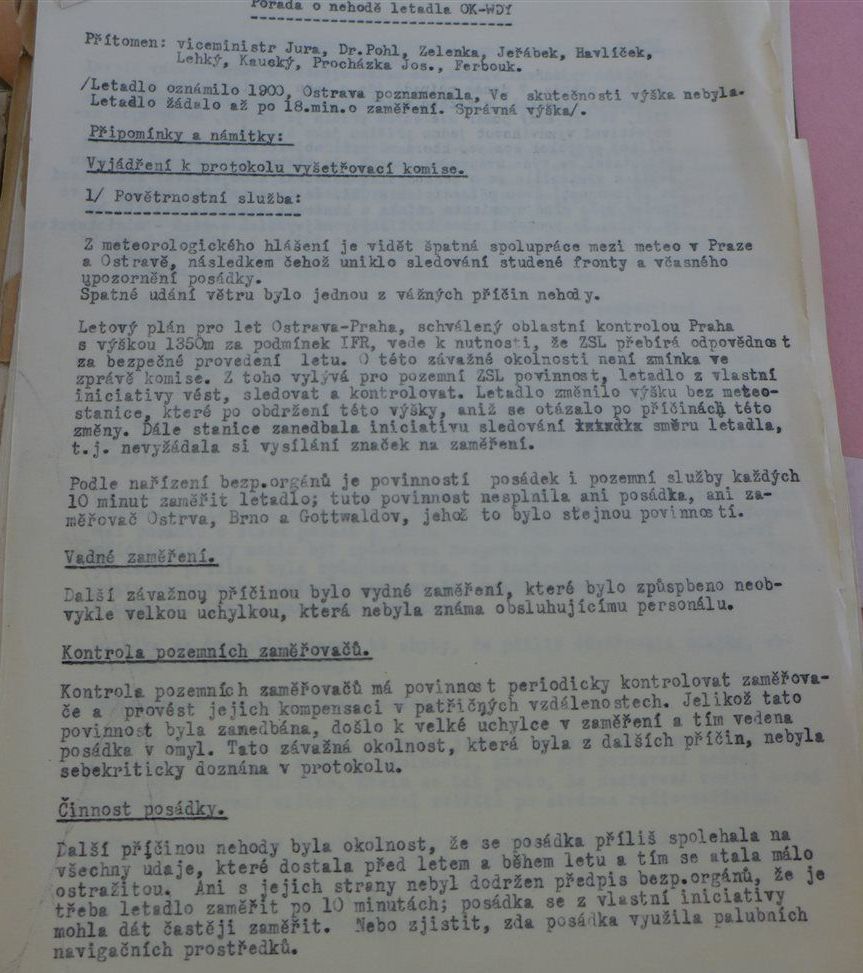 Porada o nehodě letadla OK-WDY
Přítomen: viceministr Jura, Dr.Pohl, Zelenka, Jeřábek, Havlíček,
Lehký, Kaucký, Procházka Jos., Ferbouk.
/Letadlo oznámilo 1900, Ostrava poznamenala, Ve skutečnosti výška nebyla.
Letadlo žádalo až po 18.min.o zaměření. Správná výška/.
Připomínky a námitky:
Vyjádření k protokolu vyšetřovací komise.
1/ Povětrnostní služba:
Z meteorologického hlášení je vidět špatná spolupráce mezi meteo v Praze
a Ostravě, následkem čehož uniklo sledování studené fronty a včasného
upozornění posádky.
Spatné udání větru bylo jednou z vážných příčin nehody.
Letový plán pro let Ostrava-Praha, schválený oblastní kontrolou Praha
s výškou 1350m za podmínek IFR, vede k nutnosti, že ZSL přebírá odpovědnost
za bezpečné provedení letu. O této závažné okolnosti není zmínka ve
zprávě komise. Z toho vylývá pro pozemní ZSL povinnost, letadlo z vlastní
iniciativy vést, sledovat a kontrolovat. Letadlo změnilo výšku bez meteo-
stanice, které po obdržení této výšky, aniž se otázalo po příčinách této
změny. Dále stanice zanedbala iniciativu sledování směru letadla,
t.j. nevyžádala si vysílání značek na zaměření.
Podle nařízení bezp.orgánů je povinností posádek i pozemní služby každých
10 minut zaměřit letadlo; tuto povinnost nesplnila ani posádka, ani za-
měřovač Ostrva, Brno a Gottwaldov, jehož to bylo stejnou povinností.
Vadné zaměření.
Další závažnou příčinou bylo vydné zaměření, které bylo způspbeno neob-
vykle velkou uchylkou, která nebyla známa obsluhujícímu personálu.
Kontrola pozemních zaměřovačů.
Kontrola pozemních zaměřovačů má povinnost periodicky kontrolovat zaměřova-
če a provést jejich kompensaci v patřičných vzdálenostech. Jelikož tato
povinnost byla zanedbána, došlo k velké uchylce v zaměření a tím vedena
posádka v omyl. Tato závažná okolnost, která byla z dalších příčin, nebyla
sebekriticky doznána v protokolu.
Činnost posádky.
Další příčinou nehody byla okolnost, že se posádka příliš spolehala na
všechny udaje, které dostala před letem a během letu a tím se atala málo
ostražitou. Ani s jejich strany nebyl dodržen předpis bezp.orgánů, že je
třeba letadlo zaměřit po 10 minutách; posádka se z vlastní iniciativy
mohla dát častěji zaměřit. Nebo zjistit, zda posádka využila palubních
navigačních prostředků.